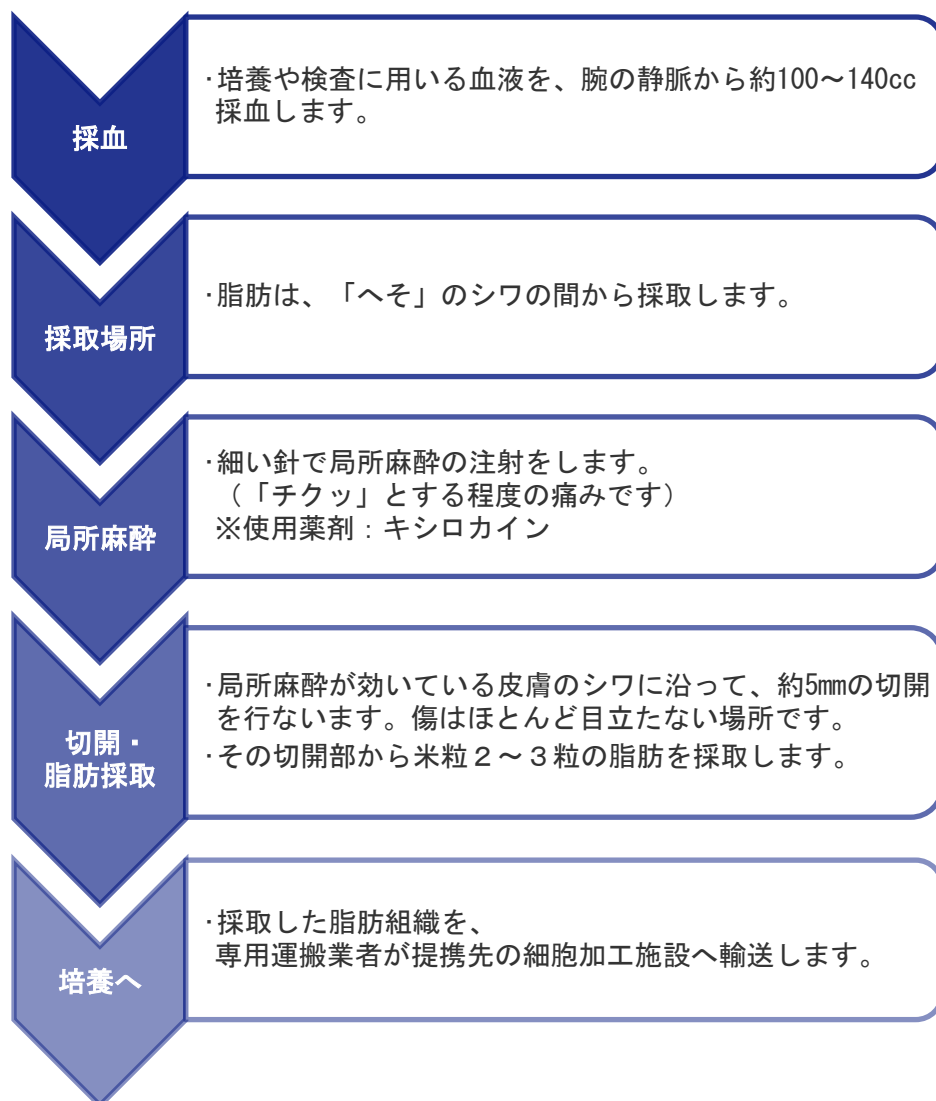 採血
・培養や検査に用いる血液を、腕の静脈から約100～140cc
採血します。
採取場所
・脂肪は、「へそ」のシワの間から採取します。
局所麻酔
・細い針で局所麻酔の注射をします。
（「チクッ」とする程度の痛みです）
※使用薬剤：キシロカイン
切開・
脂肪採取
・局所麻酔が効いている皮膚のシワに沿って、約5mmの切開
を行ないます。傷はほとんど目立たない場所です。
・その切開部から米粒２～３粒の脂肪を採取します。
培養へ
・採取した脂肪組織を、
専用運搬業者が提携先の細胞加工施設へ輸送します。